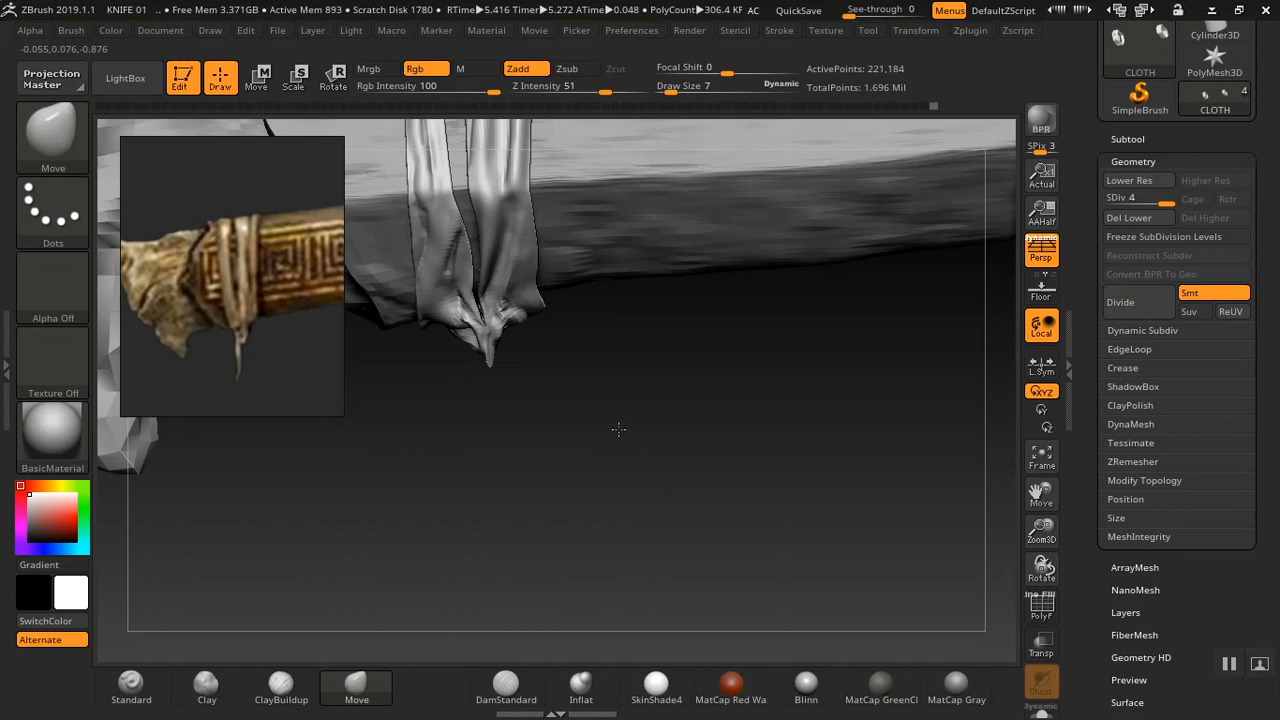 ZBrush 2019.1.1 KNIFE 01 .. • Free Mem 3.371GB • Active Mem 893 • Scratch Disk 1780 • RTime▶5.416 Timer▶5.272 ATime▶0.048 • PolyCount▶306.4 KF AC QuickSave See-through 0 Menus DefaultZScript
Alpha Brush Color Document Draw Edit File Layer Light Macro Marker Material Movie Picker Preferences Render Stencil Stroke Texture Tool Transform Zplugin Zscript
-0.055,0.076,-0.876
Projection Master LightBox Edit Draw Move Scale Rotate
Mrgb Rgb M Zadd Zsub Zcut Focal Shift 0 ActivePoints: 221,184
Rgb Intensity 100 Z Intensity 51 Draw Size 7 Dynamic TotalPoints: 1.696 Mil
Move
Dots
Alpha Off
Texture Off
BasicMaterial
Gradient
SwitchColor
Alternate
BPR
SPix 3
Actual
AAHalf
Dynamic
Persp
Floor
Local
L.Sym
XYZ
Y
Z
Frame
Move
Zoom3D
Rotate
PolyF
Transp
Ghost
Dynamic
Cylinder3D
CLOTH PolyMesh3D
4
SimpleBrush CLOTH
Subtool
Geometry
Lower Res Higher Res
SDiv 4 Cage Rstr
Del Lower Del Higher
Freeze SubDivision Levels
Reconstruct Subdiv
Convert BPR To Geo
Divide Smt
Suv ReUV
Dynamic Subdiv
EdgeLoop
Crease
ShadowBox
ClayPolish
DynaMesh
Tessimate
ZRemesher
Modify Topology
Position
Size
MeshIntegrity
ArrayMesh
NanoMesh
Layers
FiberMesh
Geometry HD
Preview
Surface
Standard Clay ClayBuildup Move DamStandard Inflat SkinShade4 MatCap Red Wa Blinn MatCap GreenCl MatCap Gray